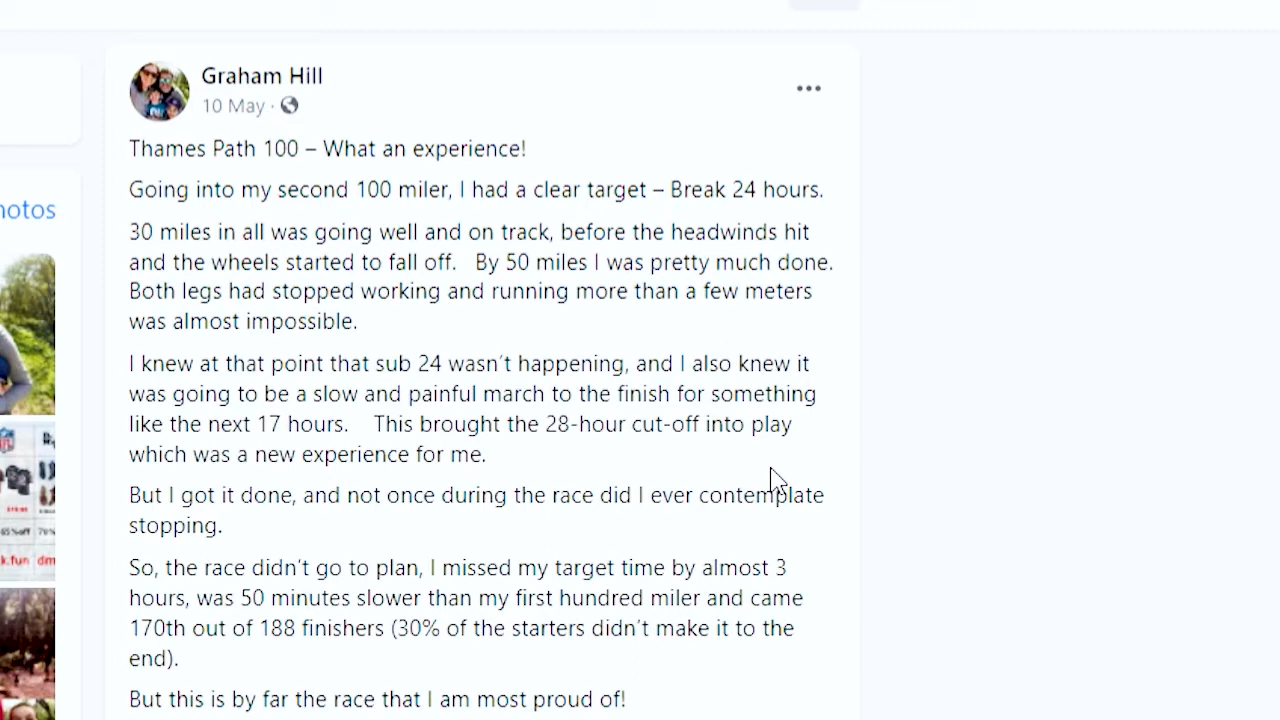 Graham Hill
10 May ·
Thames Path 100 – What an experience!
Going into my second 100 miler, I had a clear target – Break 24 hours.
30 miles in all was going well and on track, before the headwinds hit
and the wheels started to fall off. By 50 miles I was pretty much done.
Both legs had stopped working and running more than a few meters
was almost impossible.
I knew at that point that sub 24 wasn't happening, and I also knew it
was going to be a slow and painful march to the finish for something
like the next 17 hours. This brought the 28-hour cut-off into play
which was a new experience for me.
But I got it done, and not once during the race did I ever contemplate
stopping.
So, the race didn't go to plan, I missed my target time by almost 3
hours, was 50 minutes slower than my first hundred miler and came
170th out of 188 finishers (30% of the starters didn't make it to the
end).
But this is by far the race that I am most proud of!
hotos
NFL
65%off
k.fun dm